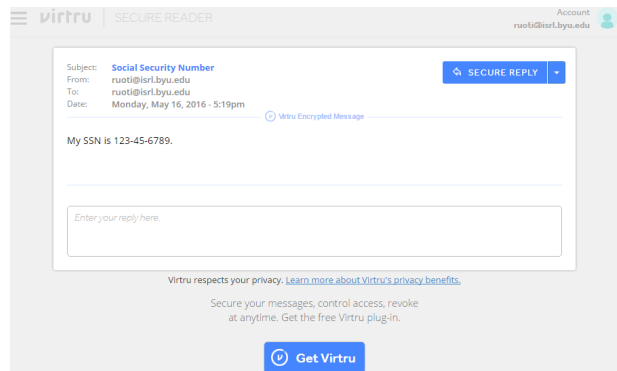 virtru SECURE READER
Account
ruoti@isrl.byu.edu
Subject: Social Security Number
From: ruoti@isrl.byu.edu
To: ruoti@isrl.byu.edu
Date: Monday, May 16, 2016 - 5:19pm
SECURE REPLY
Virtru Encrypted Message
My SSN is 123-45-6789.
Enter your reply here.
Virtru respects your privacy. Learn more about Virtru's privacy benefits.
Secure your messages, control access, revoke
at anytime. Get the free Virtru plug-in.
Get Virtru